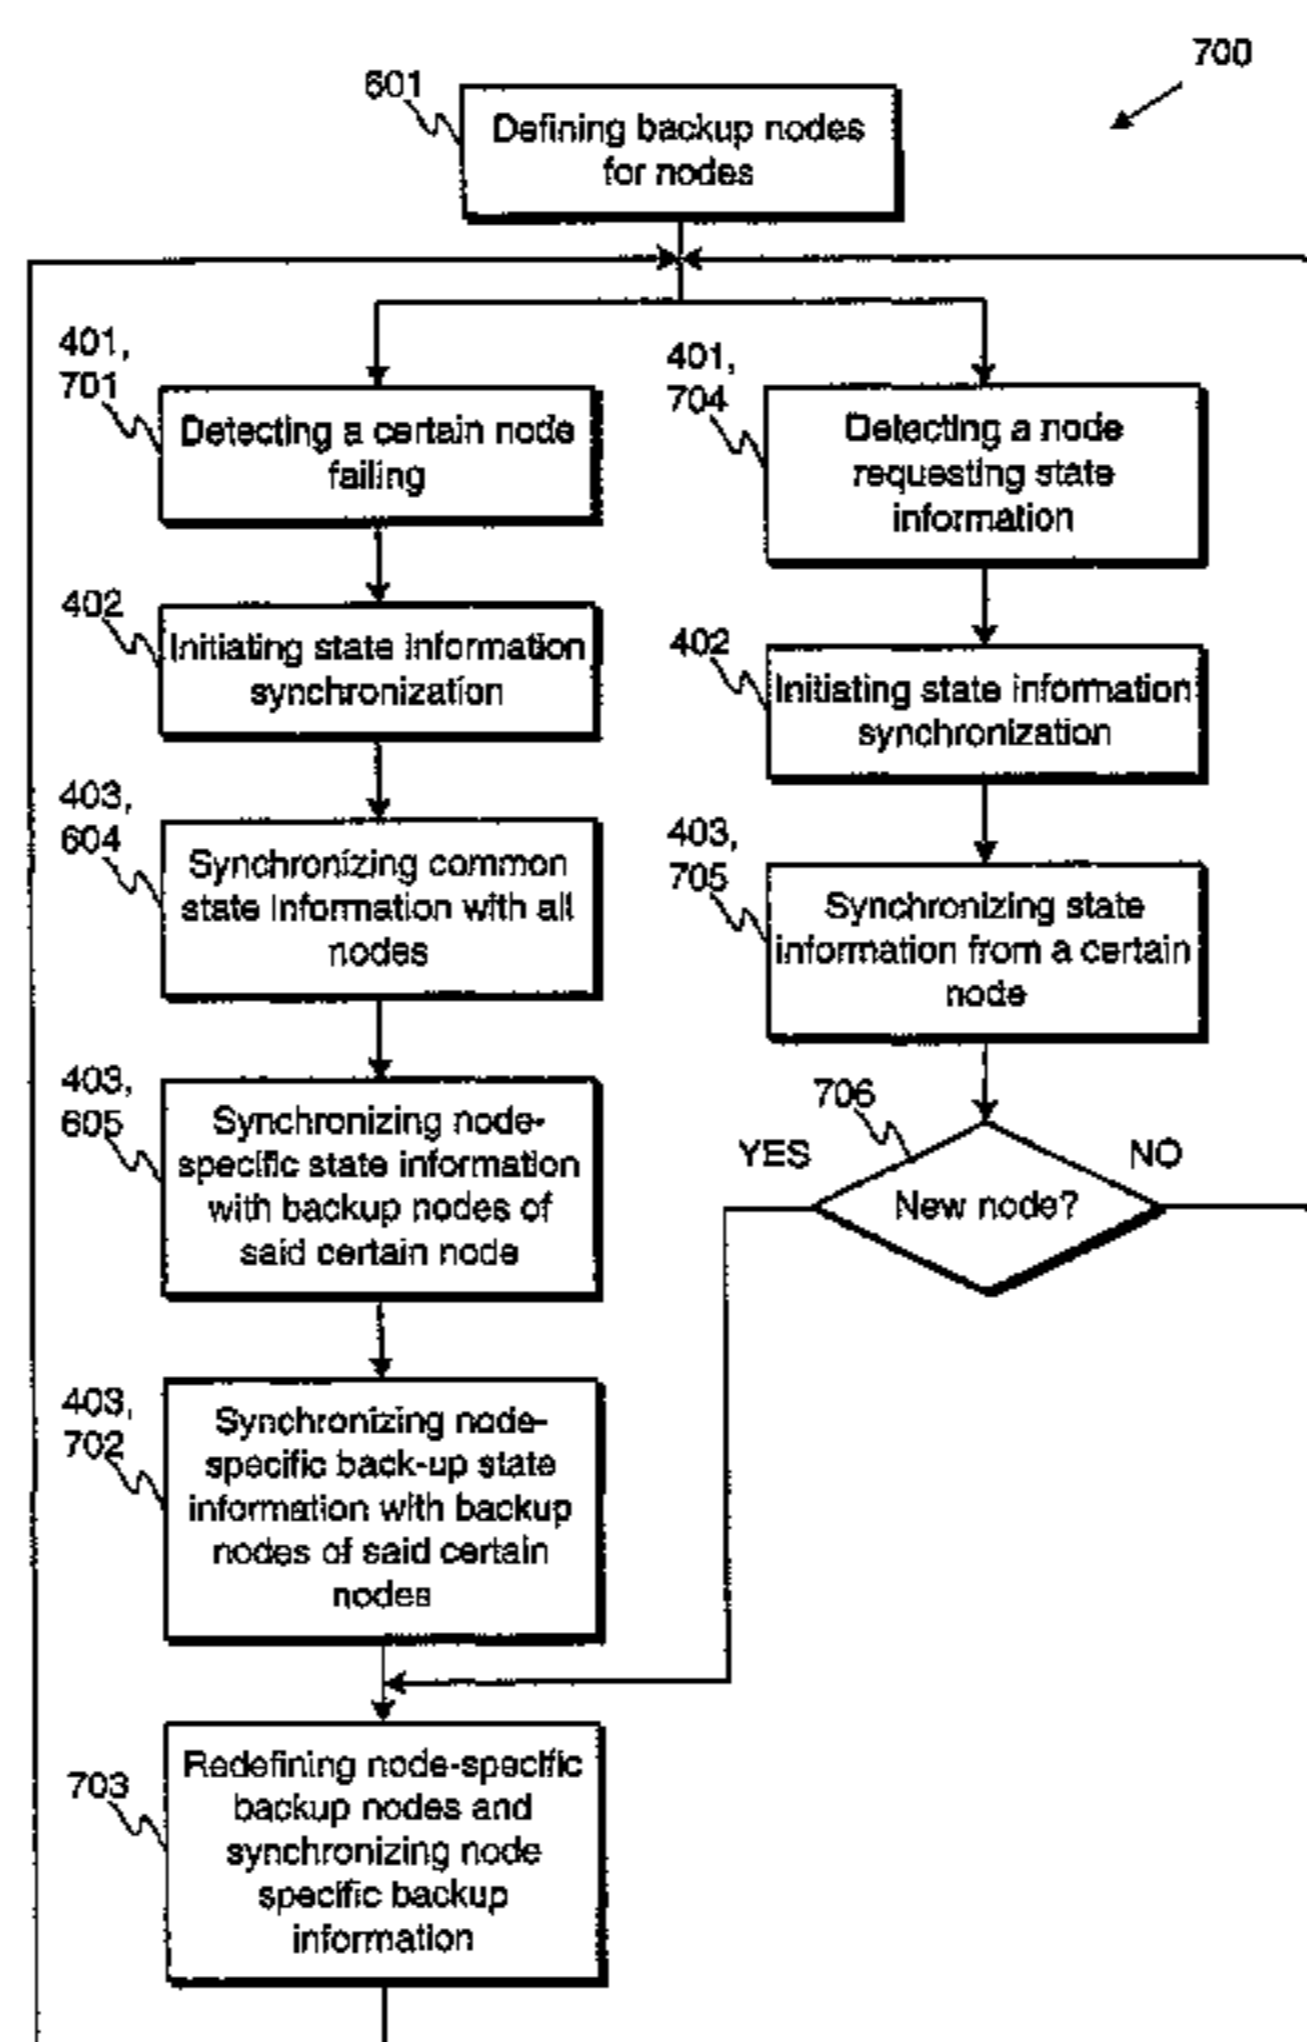 700
601
Defining backup nodes
for nodes
401,
701
Detecting a certain node
failing
402
Initiating state information
synchronization
403,
604
Synchronizing common
state information with all
nodes
403,
605
Synchronizing node-
specific state information
with backup nodes of
said certain node
403,
702
Synchronizing node-
specific back-up state
information with backup
nodes of said certain
nodes
703
Redefining node-specific
backup nodes and
synchronizing node
specific backup
information
401,
704
Detecting a node
requesting state
information
402
Initiating state information
synchronization
403,
705
Synchronizing state
information from a certain
node
706
YES
NO
New node?